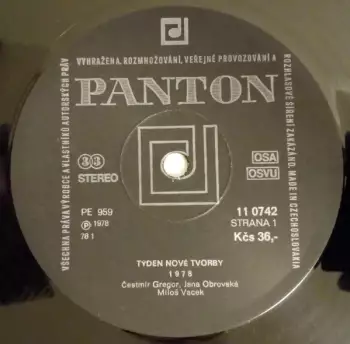 VŠECHNA PRÁVA VÝROBCE A VLASTNÍKŮ AUTORSKÝCH PRÁV VYHRAŽENA. ROZMNOŽOVÁNÍ, VEŘEJNÉ PROVOZOVÁNÍ A ROZHLASOVÉ ŠÍŘENÍ ZAKÁZÁNO. MADE IN CZECHOSLOVAKIA
PANTON
33
STEREO
OSA
OSVU
PE 959
℗ 1978
78 1
11 0742
STRANA 1
Kčs 36,-
TÝDEN NOVÉ TVORBY
1978
Čestmír Gregor, Jana Obrovská
Miloš Vacek